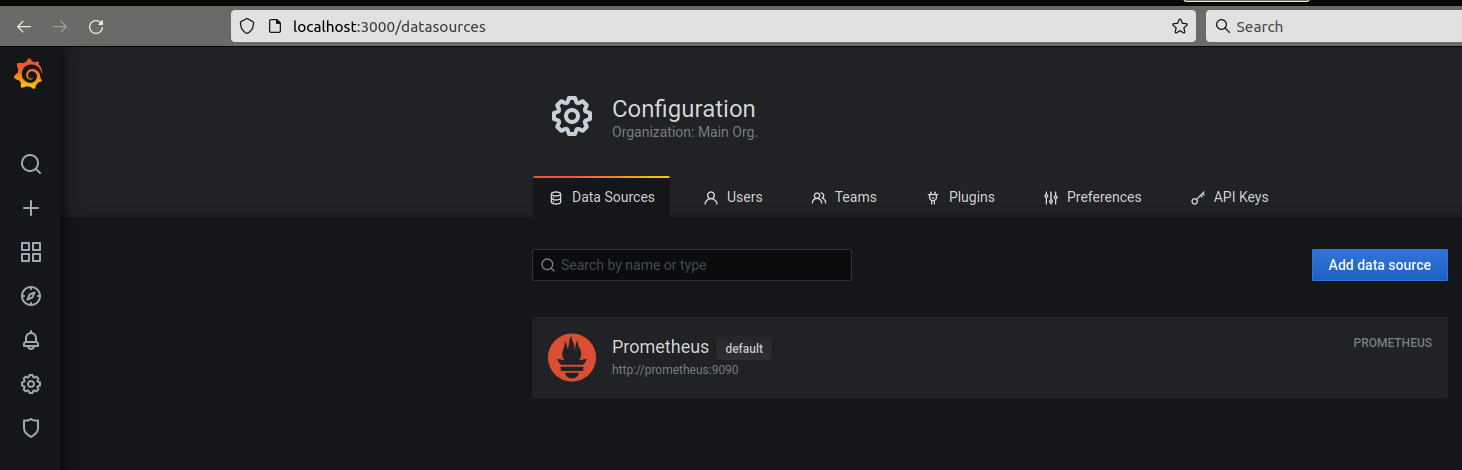 localhost:3000/datasources
Search
Configuration
Organization: Main Org.
Data Sources Users Teams Plugins Preferences API Keys
Search by name or type
Add data source
Prometheus default
PROMETHEUS
http://prometheus:9090